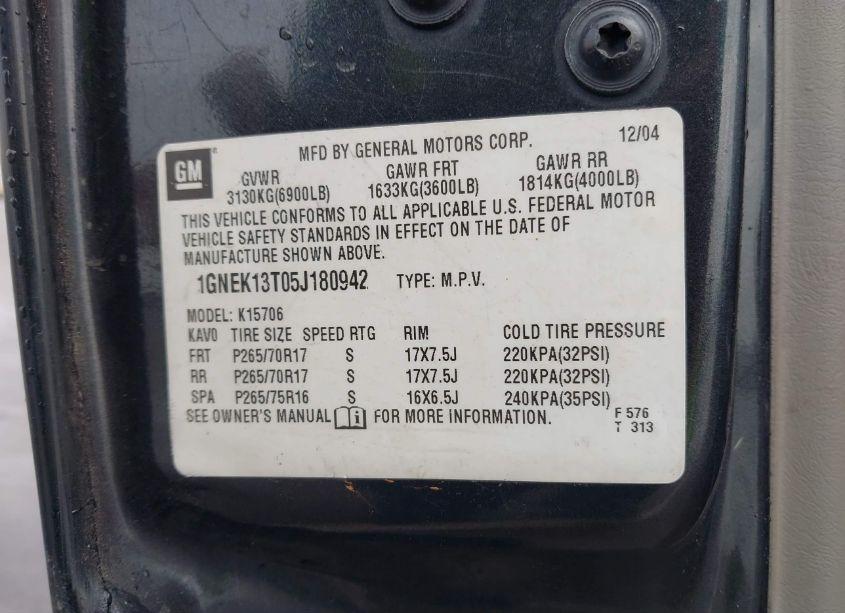 GM
MFD BY GENERAL MOTORS CORP. 12/04
GVWR GAWR FRT GAWR RR
3130KG(6900LB) 1633KG(3600LB) 1814KG(4000LB)
THIS VEHICLE CONFORMS TO ALL APPLICABLE U.S. FEDERAL MOTOR
VEHICLE SAFETY STANDARDS IN EFFECT ON THE DATE OF
MANUFACTURE SHOWN ABOVE.
1GNEK13T05J180942 TYPE: M.P.V.
MODEL: K15706
KAVO TIRE SIZE SPEED RTG RIM COLD TIRE PRESSURE
FRT P265/70R17 S 17X7.5J 220KPA(32PSI)
RR P265/70R17 S 17X7.5J 220KPA(32PSI)
SPA P265/75R16 S 16X6.5J 240KPA(35PSI)
SEE OWNER'S MANUAL FOR MORE INFORMATION. F 576
T 313